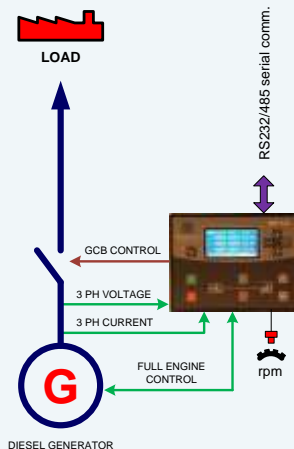 LOAD
RS232/485 serial comm.
GCB CONTROL
3 PH VOLTAGE
3 PH CURRENT
FULL ENGINE
CONTROL
rpm
G
DIESEL GENERATOR